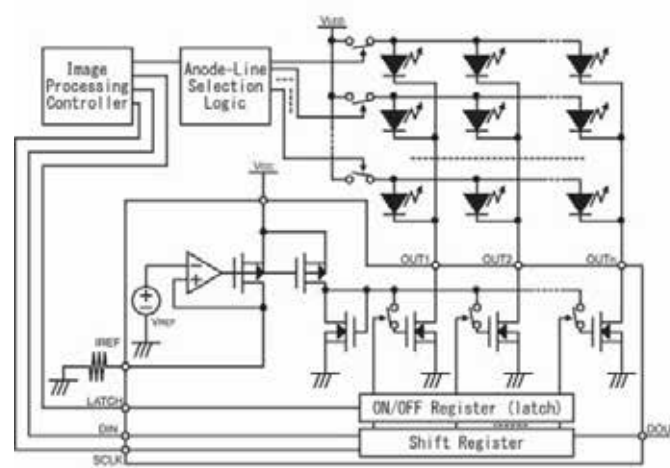 VLED
Image
Processing
Controller
Anode-Line
Selection
Logic
Vcc
OUT1
OUT2
OUTn
VREF
IREF
LATCH
ON/OFF Register (latch)
DIN
Shift Register
SCLK